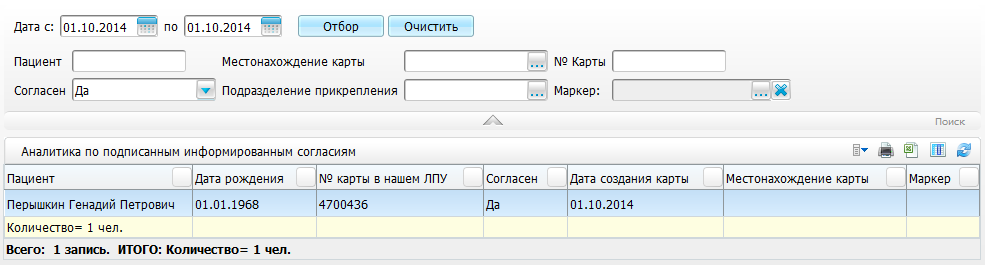 Дата с: 01.10.2014 по 01.10.2014 Отбор Очистить
Пациент Местонахождение карты ... № Карты
Согласен Да Подразделение прикрепления ... Маркер: ...
Поиск
Аналитика по подписанным информированным согласиям
Пациент Дата рождения № карты в нашем ЛПУ Согласен Дата создания карты Местонахождение карты Маркер
Перышкин Генадий Петрович 01.01.1968 4700436 Да 01.10.2014
Количество= 1 чел.
Всего: 1 запись. ИТОГО: Количество= 1 чел.